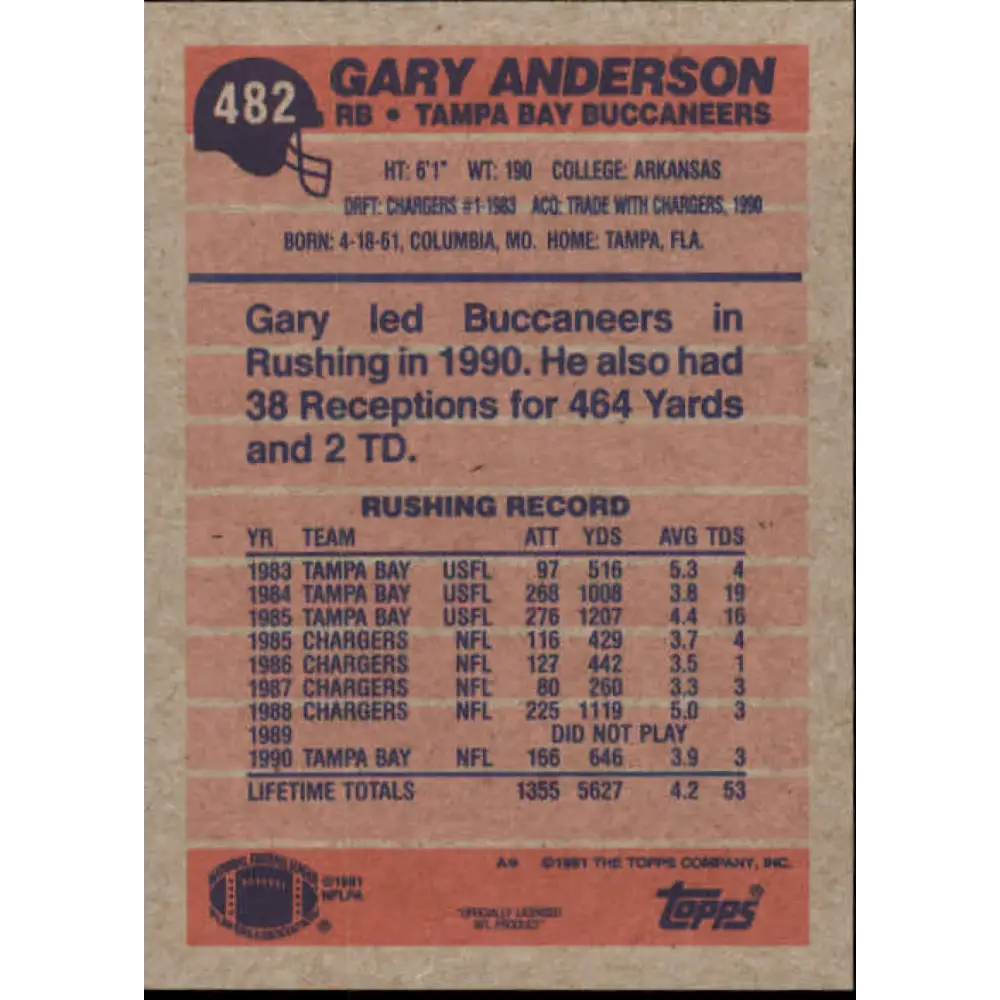 482
GARY ANDERSON
RB • TAMPA BAY BUCCANEERS
HT: 6'1" WT: 190 COLLEGE: ARKANSAS
DRFT: CHARGERS #1-1983 ACQ: TRADE WITH CHARGERS, 1990
BORN: 4-18-61, COLUMBIA, MO. HOME: TAMPA, FLA.
Gary led Buccaneers in
Rushing in 1990. He also had
38 Receptions for 464 Yards
and 2 TD.
RUSHING RECORD
YR TEAM ATT YDS AVG TDS
1983 TAMPA BAY USFL 97 516 5.3 4
1984 TAMPA BAY USFL 268 1008 3.8 19
1985 TAMPA BAY USFL 276 1207 4.4 16
1985 CHARGERS NFL 116 429 3.7 4
1986 CHARGERS NFL 127 442 3.5 1
1987 CHARGERS NFL 80 260 3.3 3
1988 CHARGERS NFL 225 1119 5.0 3
1989 DID NOT PLAY
1990 TAMPA BAY NFL 166 646 3.9 3
LIFETIME TOTALS 1355 5627 4.2 53
A9 ©1991 THE TOPPS COMPANY, INC.
©1991
NFLPA
"OFFICIALLY LICENSED
NFL PRODUCT"
topps®